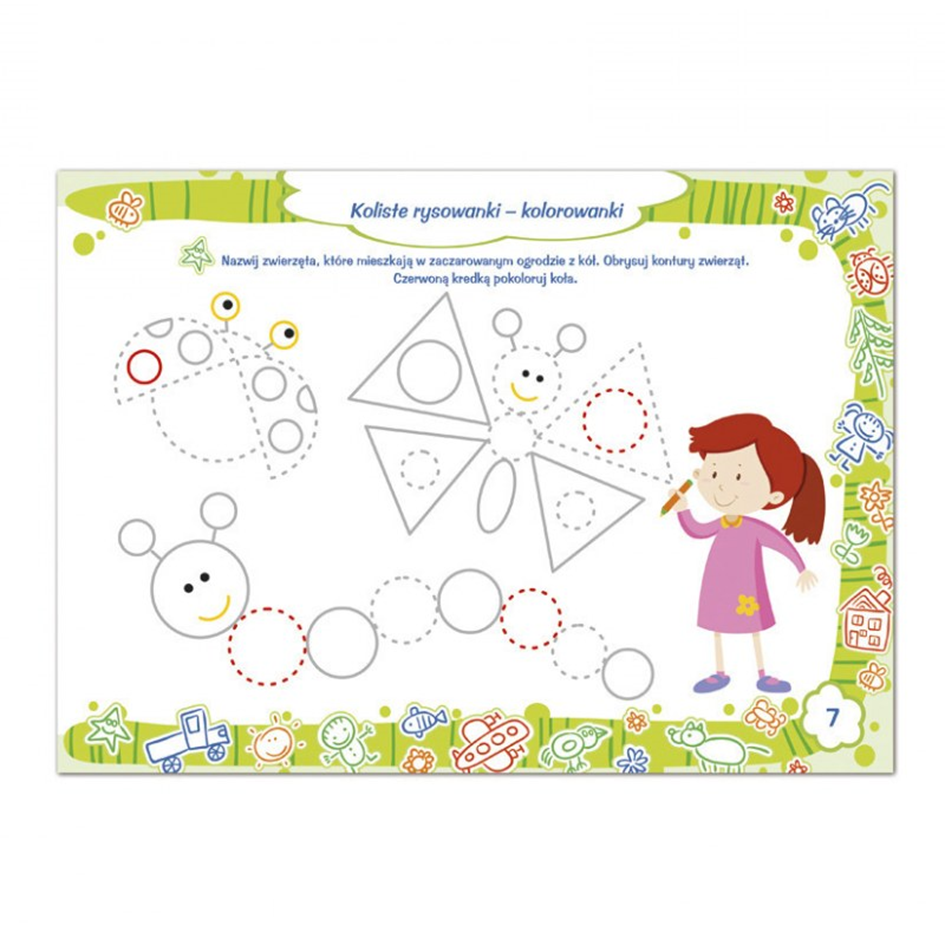 Koliste rysowanki – kolorowanki
Nazwij zwierzęta, które mieszkają w zaczarowanym ogrodzie z kół. Obrysuj kontury zwierząt.
Czerwoną kredką pokoloruj koła.
7